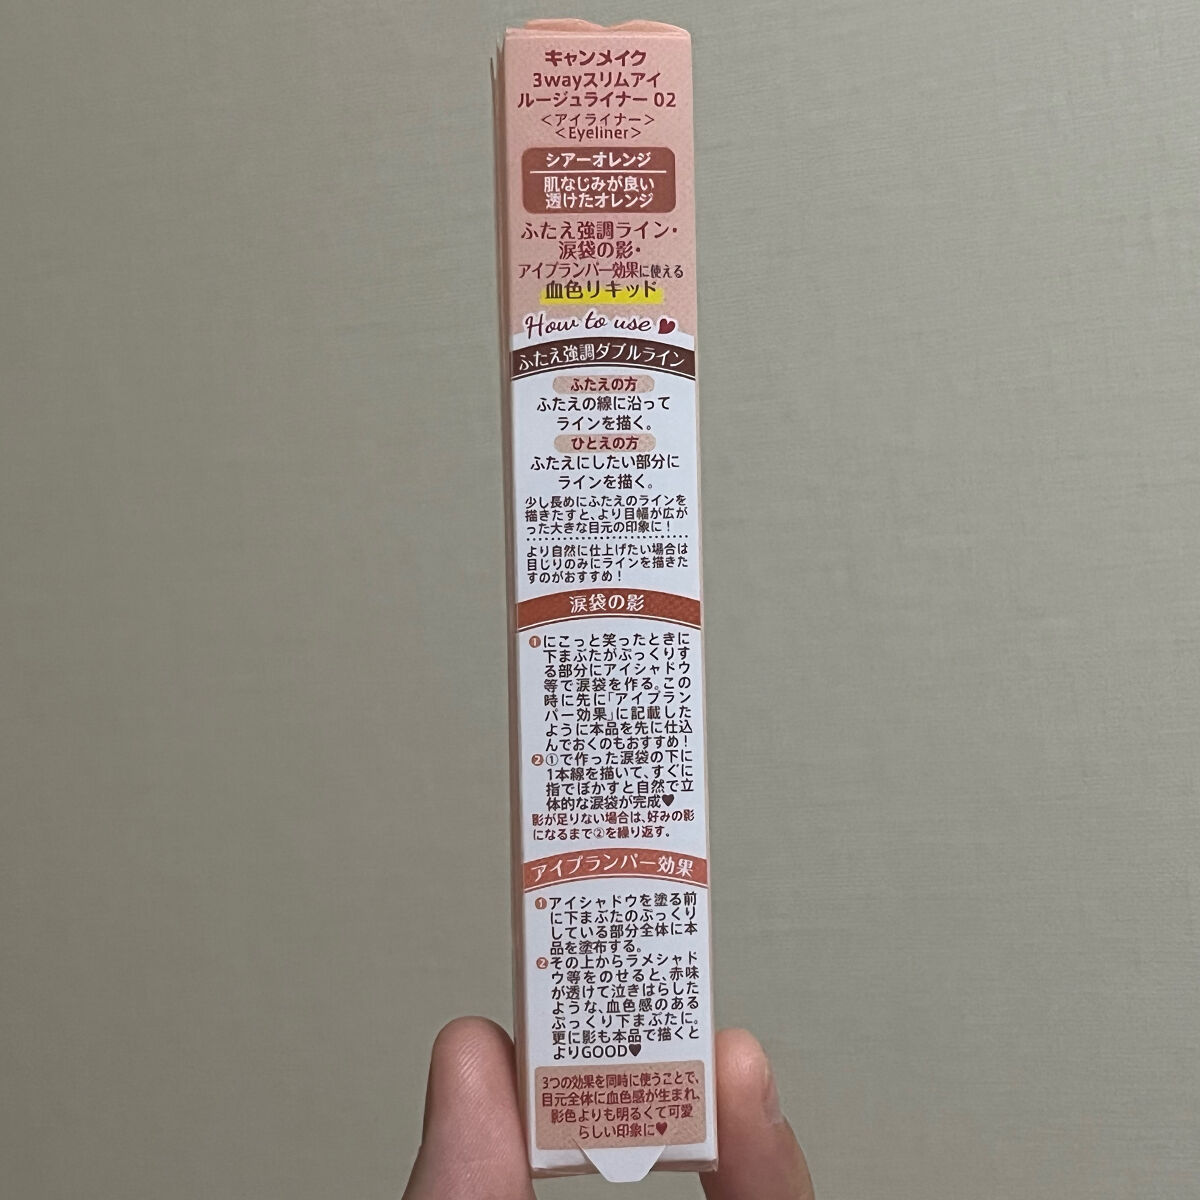 キャンメイク
3wayスリムアイ
ルージュライナー 02
＜アイライナー＞
＜Eyeliner＞
シアーオレンジ
肌なじみが良い
透けたオレンジ
ふたえ強調ライン・
涙袋の影・
アイプランパー効果に使える
血色リキッド
How to use
ふたえ強調ダブルライン
ふたえの方
ふたえの線に沿って
ラインを描く。
ひとえの方
ふたえにしたい部分に
ラインを描く。
少し長めにふたえのラインを
描きたすと、より目幅が広が
った大きな目元の印象に！
より自然に仕上げたい場合は
目じりのみにラインを描きた
すのがおすすめ！
涙袋の影
❶にこっと笑ったときに
下まぶたがぷっくりす
る部分にアイシャドウ
等で涙袋を作る。この
時に先に「アイプラン
パー効果」に記載した
ように本品を先に仕込
んでおくのもおすすめ！
❷①で作った涙袋の下に
1本線を描いて、すぐに
指でぼかすと自然で立
体的な涙袋が完成♥
影が足りない場合は、好みの影
になるまで②を繰り返す。
アイプランパー効果
❶アイシャドウを塗る前
に下まぶたのぷっくり
している部分全体に本
品を塗布する。
❷その上からラメシャド
ウ等をのせると、赤味
が透けて泣きはらした
ような、血色感のある
ぷっくり下まぶたに。
更に影も本品で描くと
よりGOOD♥
3つの効果を同時に使うことで、
目元全体に血色感が生まれ、
影色よりも明るくて可愛
らしい印象に♥